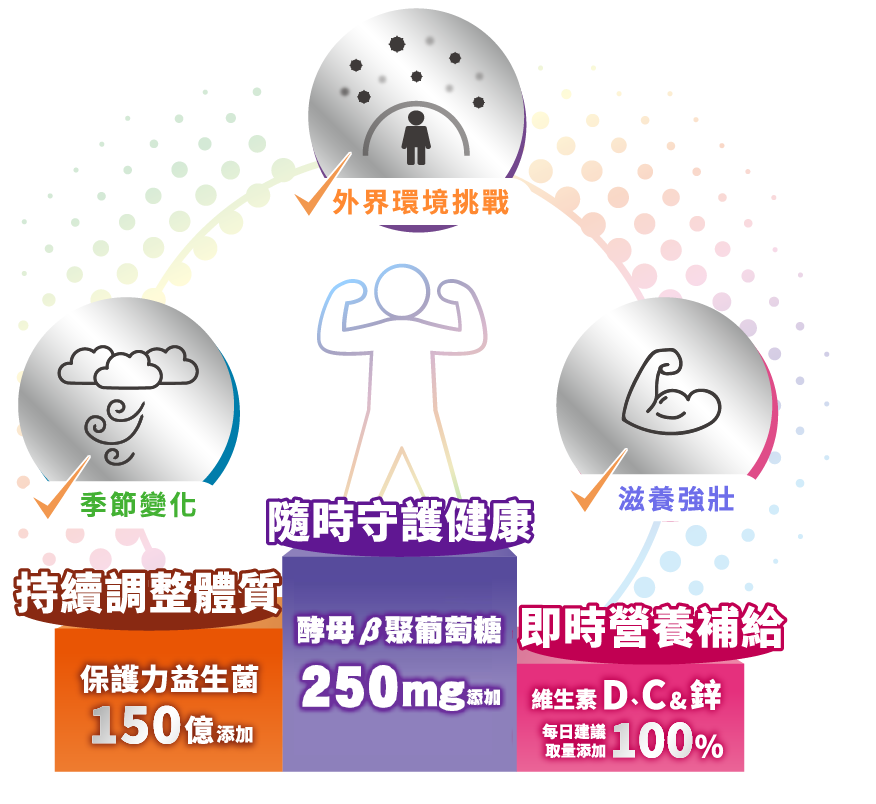 外界環境挑戰
季節變化
滋養強壯
隨時守護健康
持續調整體質
即時營養補給
酵母β聚葡萄糖
250mg添加
保護力益生菌
150億添加
維生素D、C&鋅
每日建議
取量添加100%